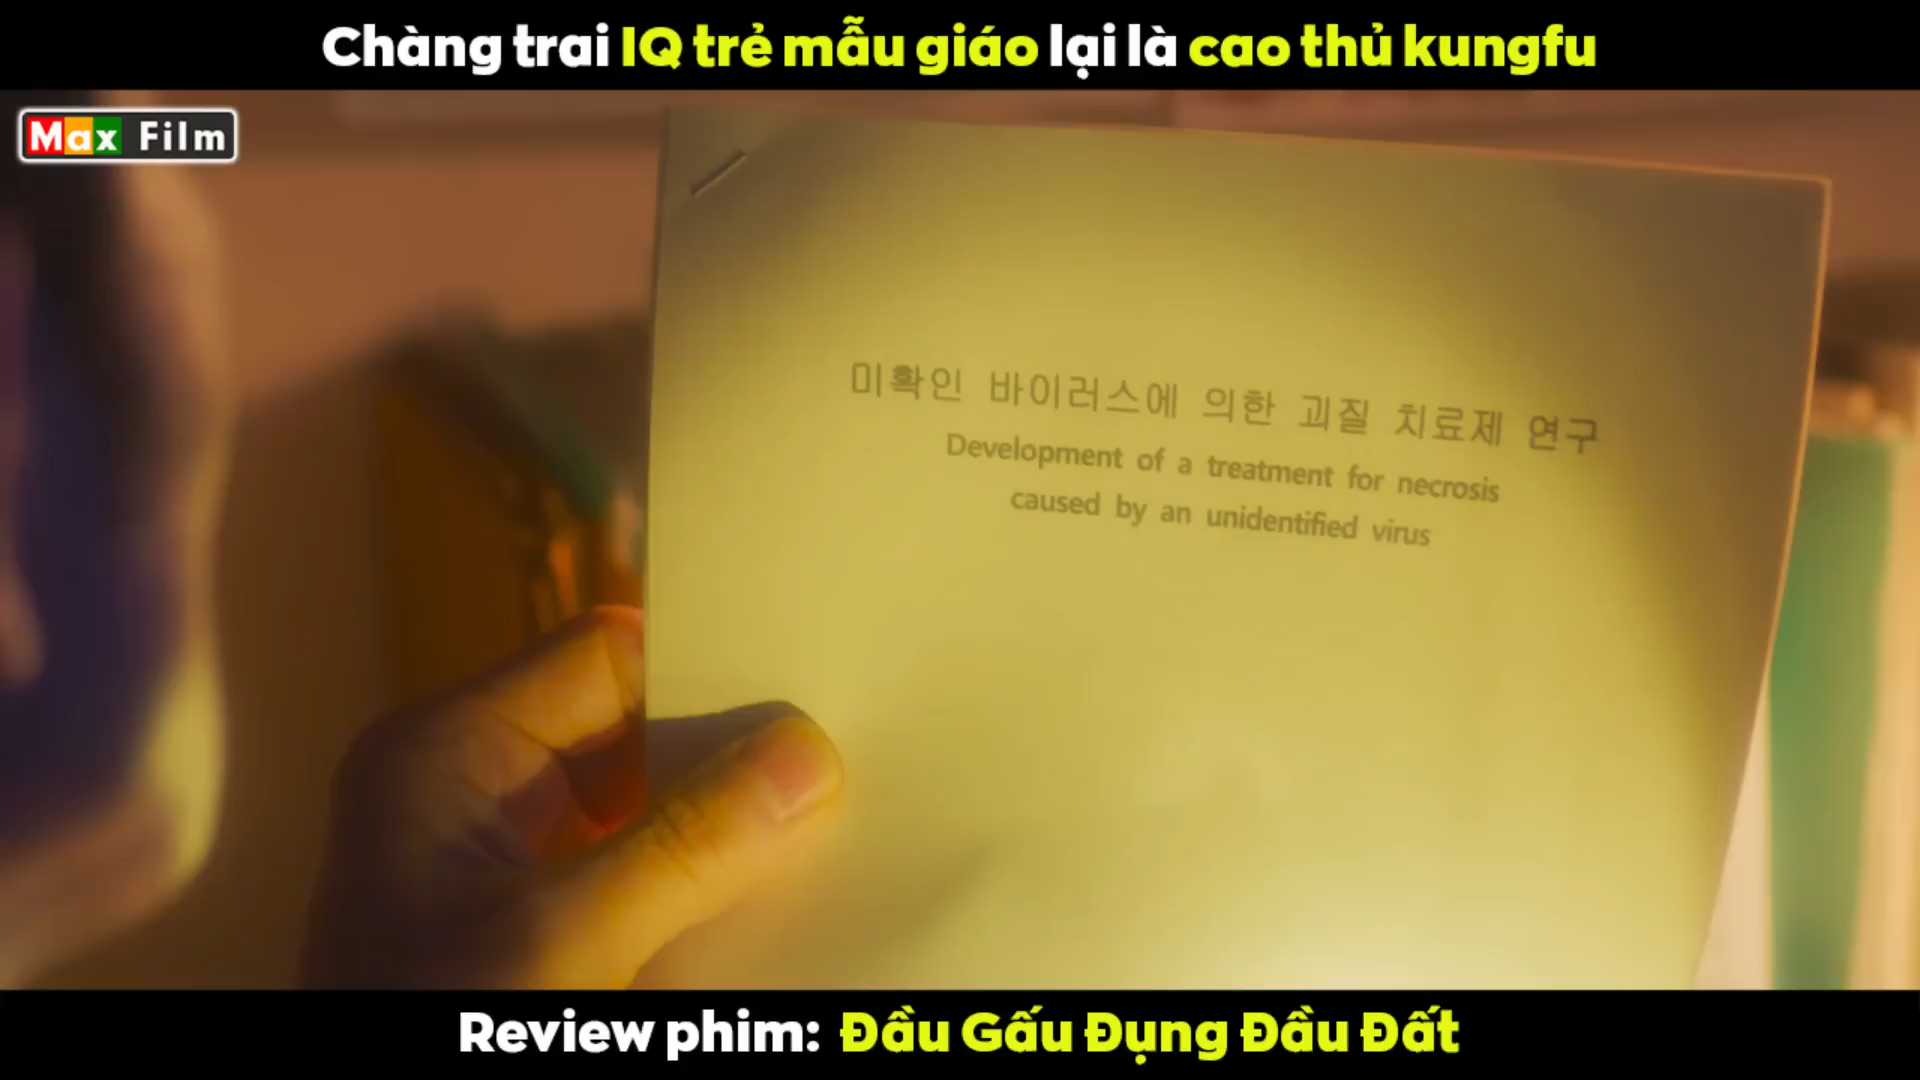 Chàng trai IQ trẻ mẫu giáo lại là cao thủ kungfu
Max Film
미확인 바이러스에 의한 괴질 치료제 연구
Development of a treatment for necrosis
caused by an unidentified virus
Review phim: Đầu Gấu Đụng Đầu Đất